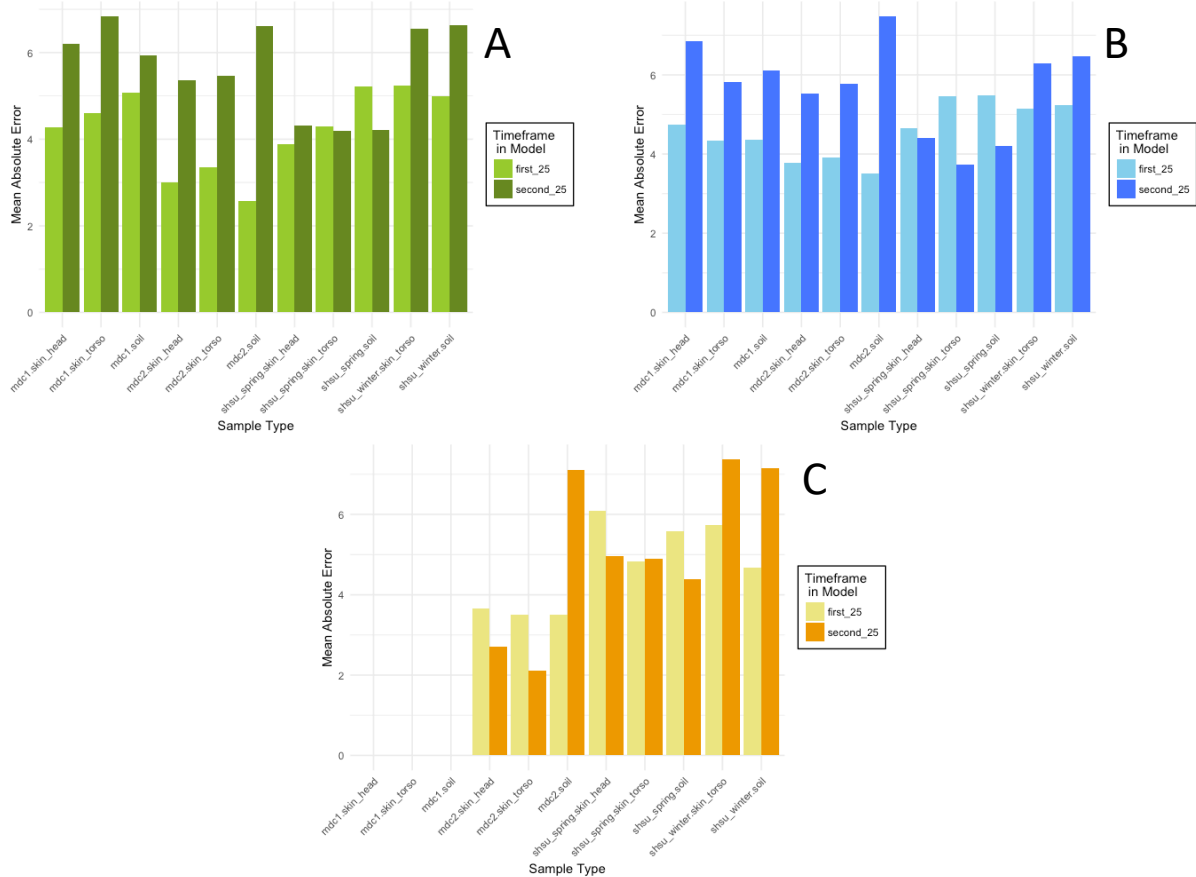 A
6
4
2
0
Mean Absolute Error
mdc1.skin_head
mdc1.skin_torso
mdc1.soil
mdc2.skin_head
mdc2.skin_torso
mdc2.soil
shsu_spring.skin_head
shsu_spring.skin_torso
shsu_spring.soil
shsu_winter.skin_torso
shsu_winter.soil
Sample Type
Timeframe
in Model
first_25
second_25
B
6
4
2
0
Mean Absolute Error
mdc1.skin_head
mdc1.skin_torso
mdc1.soil
mdc2.skin_head
mdc2.skin_torso
mdc2.soil
shsu_spring.skin_head
shsu_spring.skin_torso
shsu_spring.soil
shsu_winter.skin_torso
shsu_winter.soil
Sample Type
Timeframe
in Model
first_25
second_25
C
6
4
2
0
Mean Absolute Error
mdc1.skin_head
mdc1.skin_torso
mdc1.soil
mdc2.skin_head
mdc2.skin_torso
mdc2.soil
shsu_spring.skin_head
shsu_spring.skin_torso
shsu_spring.soil
shsu_winter.skin_torso
shsu_winter.soil
Sample Type
Timeframe
in Model
first_25
second_25